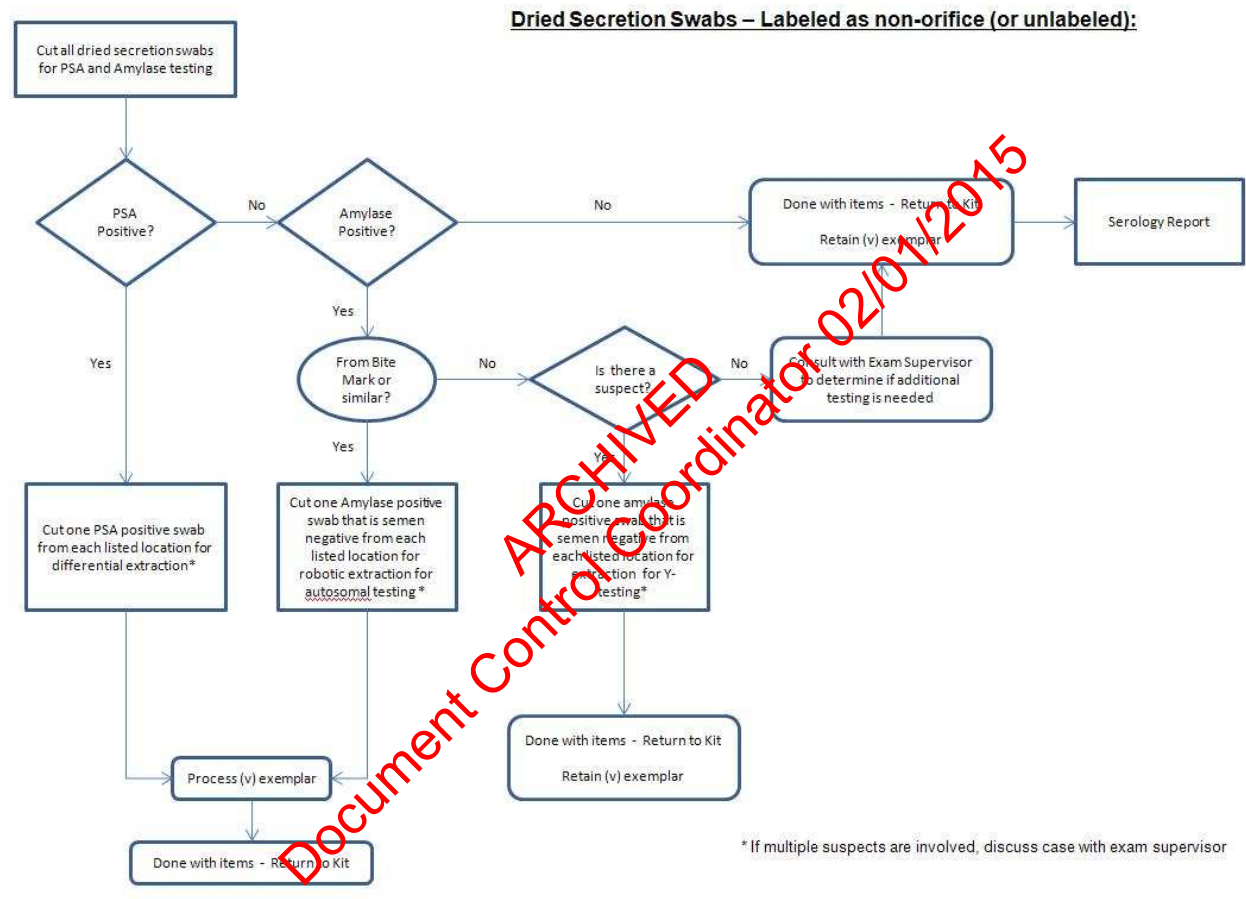 Dried Secretion Swabs – Labeled as non-orifice (or unlabeled):
Cut all dried secretion swabs
for PSA and Amylase testing
PSA
Positive?
No
Amylase
Positive?
No
Done with items - Return to Kit
Retain (v) exemplar
Serology Report
Yes
Yes
From Bite
Mark or
similar?
No
Is there a
suspect?
No
Consult with Exam Supervisor
to determine if additional
testing is needed
Yes
Yes
Cut one PSA positive swab
from each listed location for
differential extraction*
Cut one Amylase positive
swab that is semen
negative from each
listed location for
robotic extraction for
autosomal testing *
Cut one amylase
positive swab that is
semen negative from
each listed location for
extraction for Y-
testing*
Done with items - Return to Kit
Retain (v) exemplar
Process (v) exemplar
Done with items - Return to Kit
* If multiple suspects are involved, discuss case with exam supervisor
ARCHIVED
Document Control Coordinator 02/01/2015